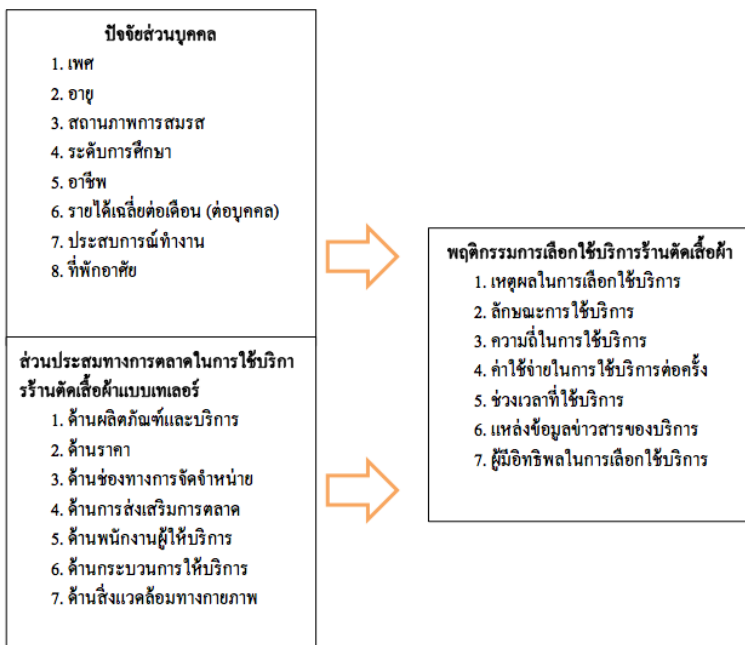 ปัจจัยส่วนบุคคล
1. เพศ
2. อายุ
3. สถานภาพการสมรส
4. ระดับการศึกษา
5. อาชีพ
6. รายได้เฉลี่ยต่อเดือน (ต่อบุคคล)
7. ประสบการณ์ทำงาน
8. ที่พักอาศัย
ส่วนประสมทางการตลาดในการใช้บริกา
รร้านตัดเสื้อผ้าแบบเทเลอร์
1. ด้านผลิตภัณฑ์และบริการ
2. ด้านราคา
3. ด้านช่องทางการจัดจำหน่าย
4. ด้านการส่งเสริมการตลาด
5. ด้านพนักงานผู้ให้บริการ
6. ด้านกระบวนการให้บริการ
7. ด้านสิ่งแวดล้อมทางกายภาพ
พฤติกรรมการเลือกใช้บริการร้านตัดเสื้อผ้า
1. เหตุผลในการเลือกใช้บริการ
2. ลักษณะการใช้บริการ
3. ความถี่ในการใช้บริการ
4. ค่าใช้จ่ายในการใช้บริการต่อครั้ง
5. ช่วงเวลาที่ใช้บริการ
6. แหล่งข้อมูลข่าวสารของบริการ
7. ผู้มีอิทธิพลในการเลือกใช้บริการ